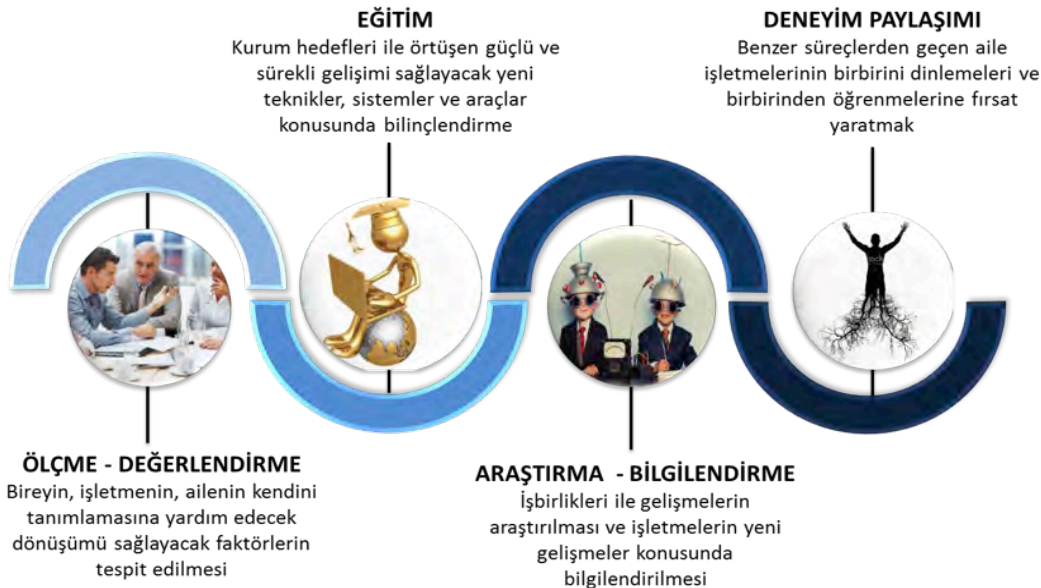 EĞİTİM
Kurum hedefleri ile örtüşen güçlü ve
sürekli gelişimi sağlayacak yeni
teknikler, sistemler ve araçlar
konusunda bilinçlendirme
DENEYİM PAYLAŞIMI
Benzer süreçlerden geçen aile
işletmelerinin birbirini dinlemeleri ve
birbirinden öğrenmelerine fırsat
yaratmak
ÖLÇME - DEĞERLENDİRME
Bireyin, işletmenin, ailenin kendini
tanımlamasına yardım edecek
dönüşümü sağlayacak faktörlerin
tespit edilmesi
ARAŞTIRMA - BİLGİLENDİRME
İşbirlikleri ile gelişmelerin
araştırılması ve işletmelerin yeni
gelişmeler konusunda
bilgilendirilmesi